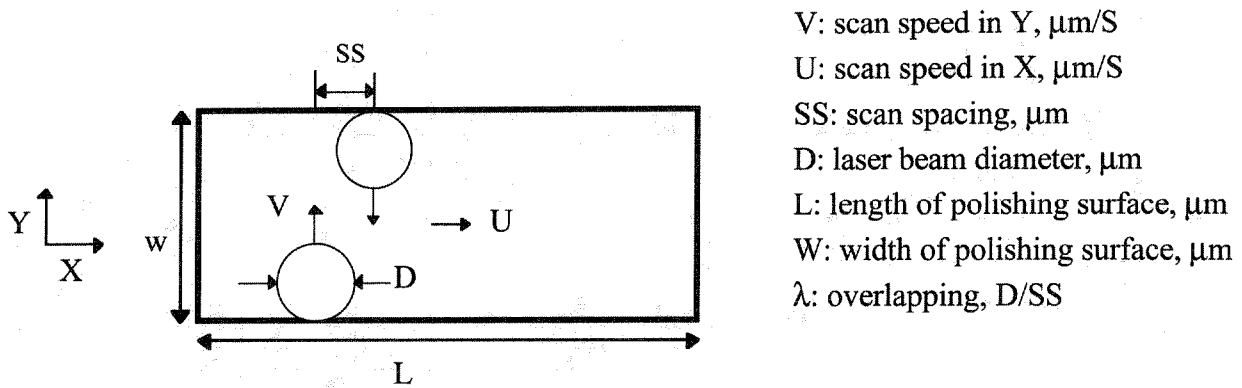 SS
V
U
Y
X
w
D
L
V: scan speed in Y, μm/S
U: scan speed in X, μm/S
SS: scan spacing, μm
D: laser beam diameter, μm
L: length of polishing surface, μm
W: width of polishing surface, μm
λ: overlapping, D/SS